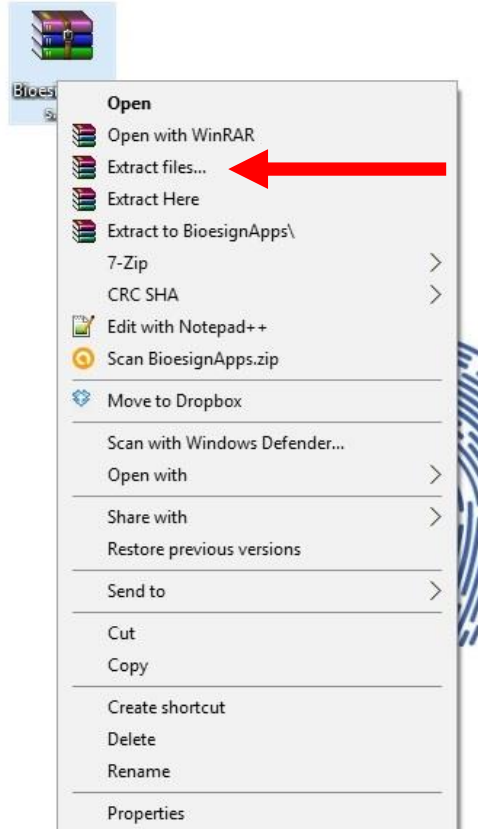 Open
Open with WinRAR
Extract files...
Extract Here
Extract to BioesignApps\
7-Zip
CRC SHA
Edit with Notepad++
Scan BioesignApps.zip
Move to Dropbox
Scan with Windows Defender...
Open with
Share with
Restore previous versions
Send to
Cut
Copy
Create shortcut
Delete
Rename
Properties